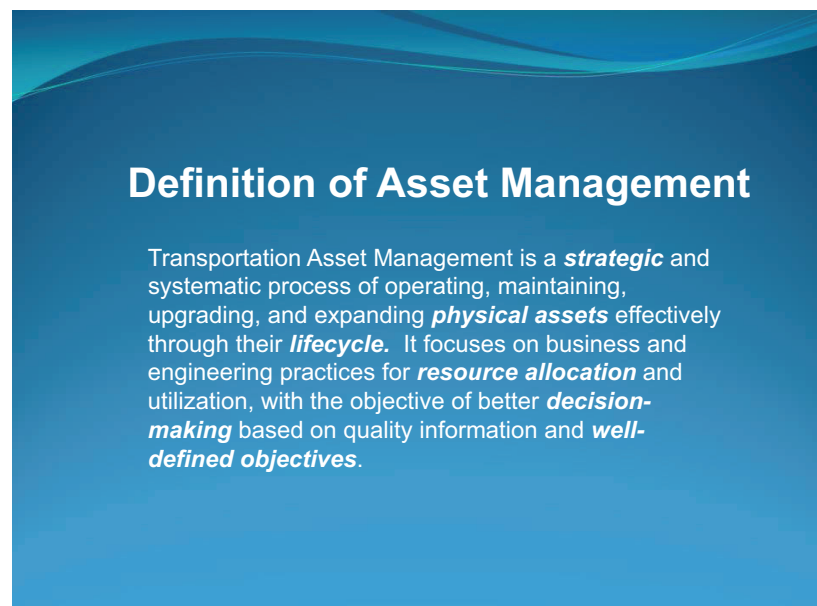 Definition of Asset Management
Transportation Asset Management is a strategic and
systematic process of operating, maintaining,
upgrading, and expanding physical assets effectively
through their lifecycle.  It focuses on business and
engineering practices for resource allocation and
utilization, with the objective of better decision-
making based on quality information and well-
defined objectives.